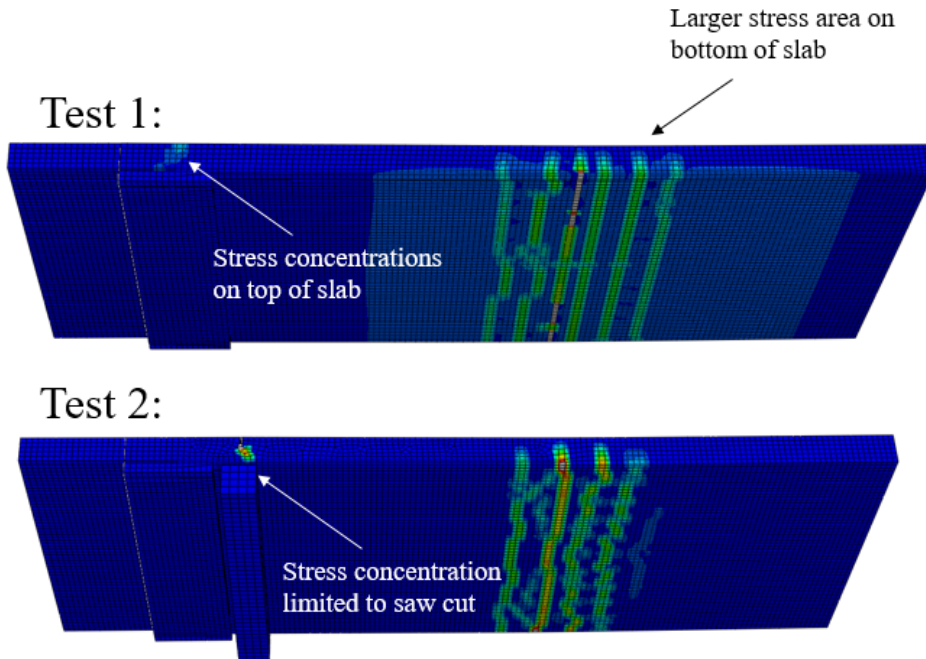 Larger stress area on
bottom of slab
Test 1:
Stress concentrations
on top of slab
Test 2:
Stress concentration
limited to saw cut